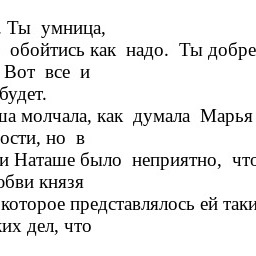 . Ты умница,
обойтись как надо. Ты добре
Вот все и
будет.
ша молчала, как думала Марья
ости, но в
и Наташе было неприятно, что
юбви князя
которое представлялось ей таки
ких дел, что